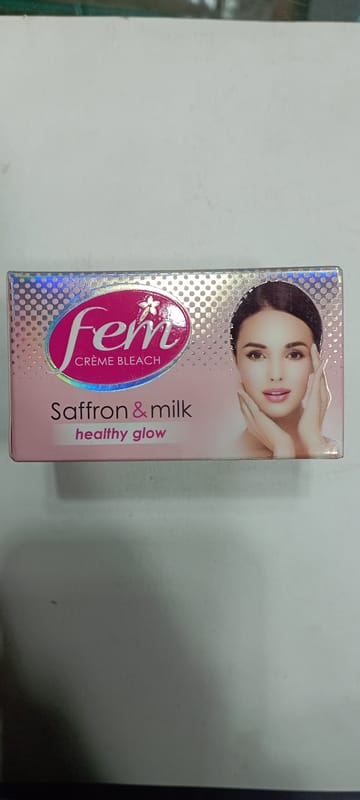 fem
CRÈME BLEACH
Saffron & milk
healthy glow